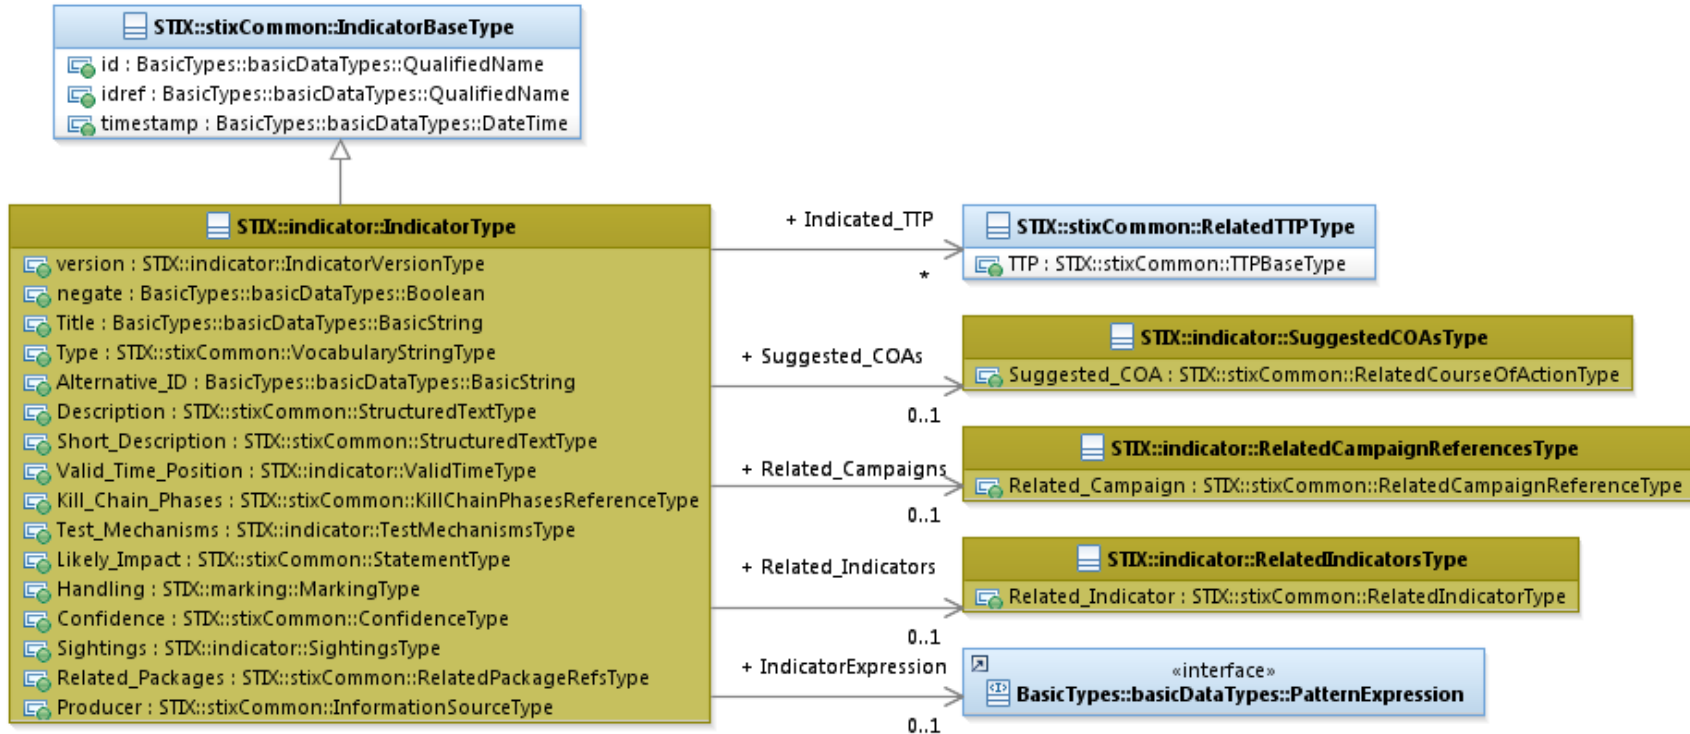 STIX::stixCommon::IndicatorBaseType
id : BasicTypes::basicDataTypes::QualifiedName
idref : BasicTypes::basicDataTypes::QualifiedName
timestamp : BasicTypes::basicDataTypes::DateTime
STIX::indicator::IndicatorType
version : STIX::indicator::IndicatorVersionType
negate : BasicTypes::basicDataTypes::Boolean
Title : BasicTypes::basicDataTypes::BasicString
Type : STIX::stixCommon::VocabularyStringType
Alternative_ID : BasicTypes::basicDataTypes::BasicString
Description : STIX::stixCommon::StructuredTextType
Short_Description : STIX::stixCommon::StructuredTextType
Valid_Time_Position : STIX::indicator::ValidTimeType
Kill_Chain_Phases : STIX::stixCommon::KillChainPhasesReferenceType
Test_Mechanisms : STIX::indicator::TestMechanismsType
Likely_Impact : STIX::stixCommon::StatementType
Handling : STIX::marking::MarkingType
Confidence : STIX::stixCommon::ConfidenceType
Sightings : STIX::indicator::SightingsType
Related_Packages : STIX::stixCommon::RelatedPackageRefsType
Producer : STIX::stixCommon::InformationSourceType
+ Indicated_TTP
*
STIX::stixCommon::RelatedTTPType
TTP : STIX::stixCommon::TTPBaseType
+ Suggested_COAs
0..1
STIX::indicator::SuggestedCOAsType
Suggested_COA : STIX::stixCommon::RelatedCourseOfActionType
+ Related_Campaigns
0..1
STIX::indicator::RelatedCampaignReferencesType
Related_Campaign : STIX::stixCommon::RelatedCampaignReferenceType
+ Related_Indicators
0..1
STIX::indicator::RelatedIndicatorsType
Related_Indicator : STIX::stixCommon::RelatedIndicatorType
+ IndicatorExpression
0..1
«interface»
BasicTypes::basicDataTypes::PatternExpression